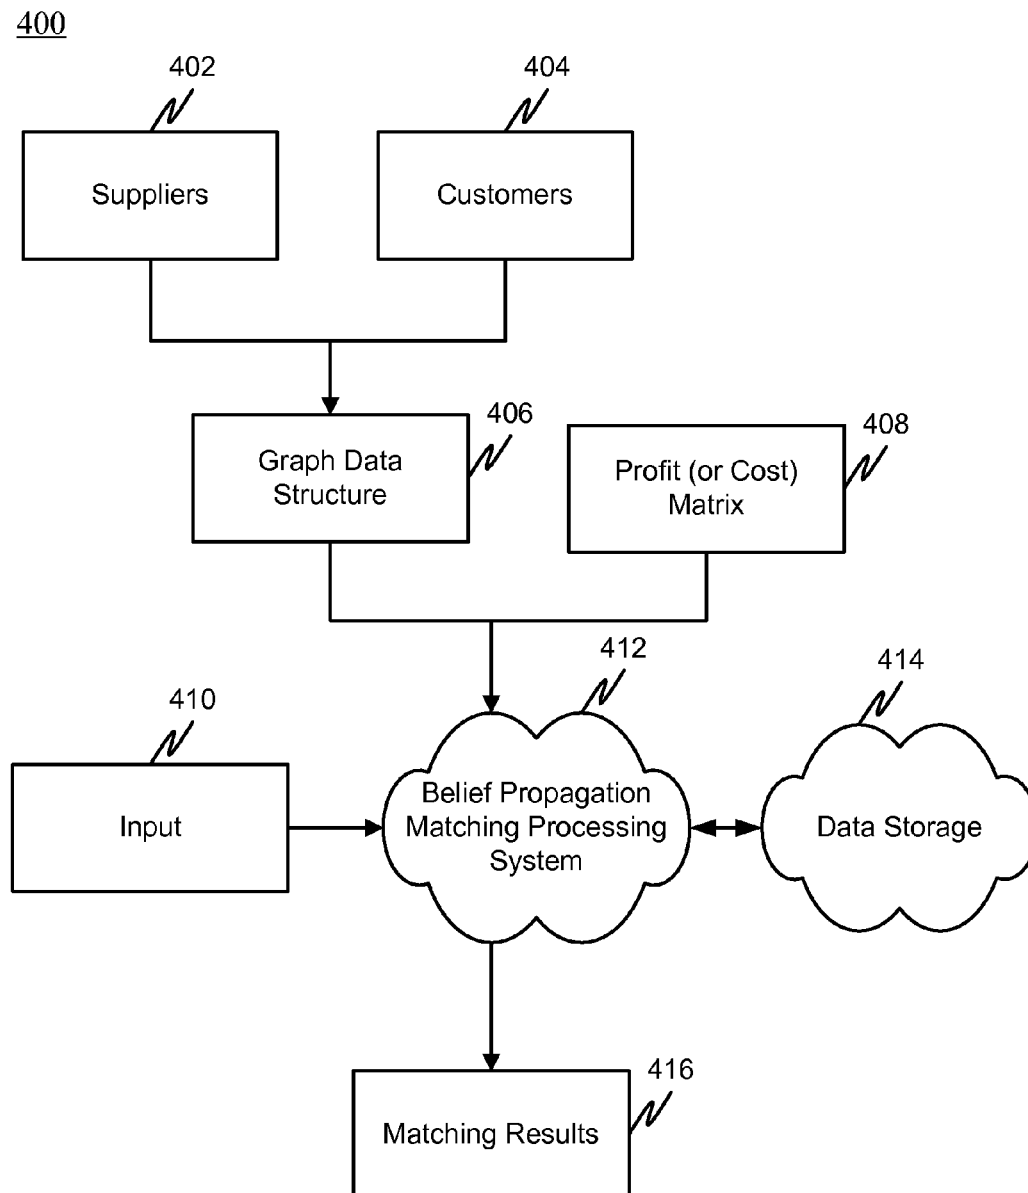 400
402
404
Suppliers
Customers
406
408
Graph Data
Structure
Profit (or Cost)
Matrix
412
414
410
Input
Belief Propagation
Matching Processing
System
Data Storage
416
Matching Results